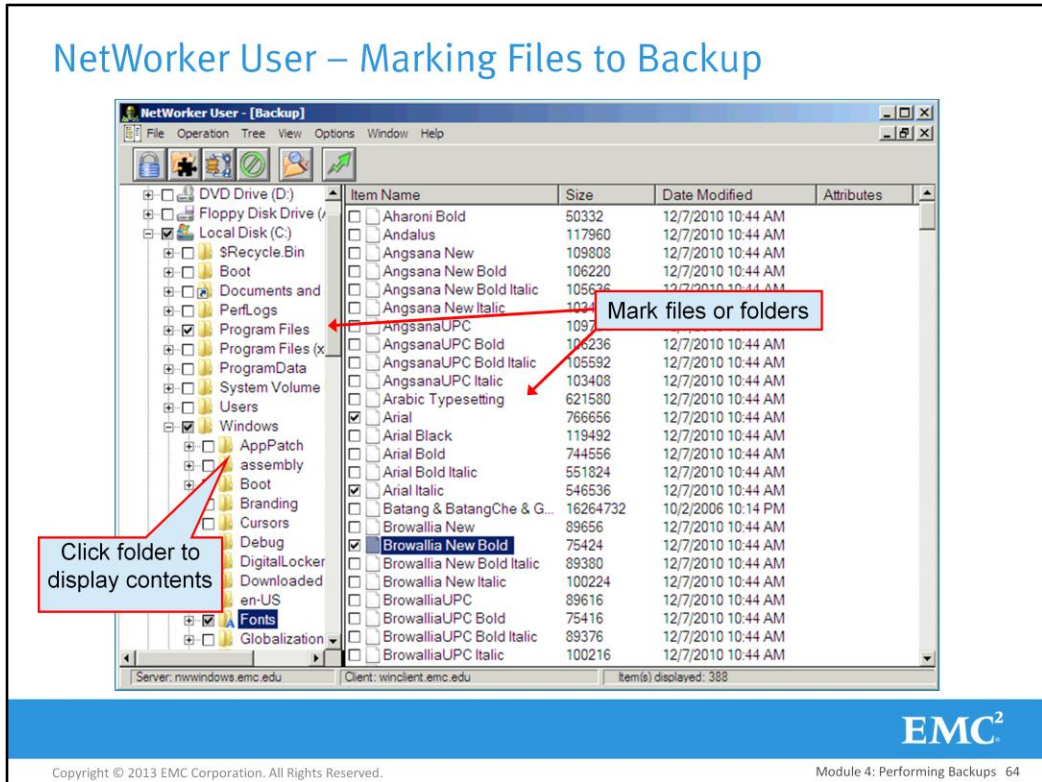 NetWorker User – Marking Files to Backup
NetWorker User - [Backup]
File Operation Tree View Options Window Help
DVD Drive (D:)
Floppy Disk Drive (
Local Disk (C:)
$Recycle.Bin
Boot
Documents and
PerfLogs
Program Files
Program Files (x
ProgramData
System Volume
Users
Windows
AppPatch
assembly
Boot
Branding
Cursors
Debug
DigitalLocker
Downloaded
en-US
Fonts
Globalization
Item Name Size Date Modified Attributes
Aharoni Bold 50332 12/7/2010 10:44 AM
Andalus 117960 12/7/2010 10:44 AM
Angsana New 109808 12/7/2010 10:44 AM
Angsana New Bold 106220 12/7/2010 10:44 AM
Angsana New Bold Italic 105636 12/7/2010 10:44 AM
Angsana New Italic
AngsanaUPC
AngsanaUPC Bold 106236 12/7/2010 10:44 AM
AngsanaUPC Bold Italic 105592 12/7/2010 10:44 AM
AngsanaUPC Italic 103408 12/7/2010 10:44 AM
Arabic Typesetting 621580 12/7/2010 10:44 AM
Arial 766656 12/7/2010 10:44 AM
Arial Black 119492 12/7/2010 10:44 AM
Arial Bold 744556 12/7/2010 10:44 AM
Arial Bold Italic 551824 12/7/2010 10:44 AM
Arial Italic 546536 12/7/2010 10:44 AM
Batang & BatangChe & G... 16264732 10/2/2006 10:14 PM
Browallia New 89656 12/7/2010 10:44 AM
Browallia New Bold 75424 12/7/2010 10:44 AM
Browallia New Bold Italic 89380 12/7/2010 10:44 AM
Browallia New Italic 100224 12/7/2010 10:44 AM
BrowalliaUPC 89616 12/7/2010 10:44 AM
BrowalliaUPC Bold 75416 12/7/2010 10:44 AM
BrowalliaUPC Bold Italic 89376 12/7/2010 10:44 AM
BrowalliaUPC Italic 100216 12/7/2010 10:44 AM
Mark files or folders
Click folder to
display contents
Server: nwwindows.emc.edu Client: winclient.emc.edu Item(s) displayed: 388
EMC²
Copyright © 2013 EMC Corporation. All Rights Reserved.
Module 4: Performing Backups 64